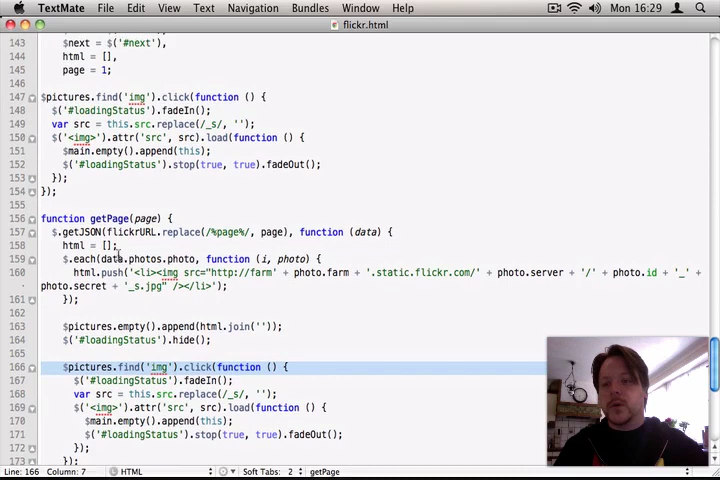 TextMate File Edit View Text Navigation Bundles Window Help Mon 16:29
flickr.html
143 $next = $('#next'),
144 html = [],
145 page = 1;
146
147 $pictures.find('img').click(function () {
148 $('#loadingStatus').fadeIn();
149 var src = this.src.replace(/_s/, '');
150 $('<img>').attr('src', src).load(function () {
151 $main.empty().append(this);
152 $('#loadingStatus').stop(true, true).fadeOut();
153 });
154 });
155
156 function getPage(page) {
157 $.getJSON(flickrURL.replace(/%page%/, page), function (data) {
158 html = [];
159 $.each(data.photos.photo, function (i, photo) {
160 html.push('<li><img src="http://farm' + photo.farm + '.static.flickr.com/' + photo.server + '/' + photo.id + '_' +
photo.secret + '_s.jpg" /></li>');
161 });
162
163 $pictures.empty().append(html.join(''));
164 $('#loadingStatus').hide();
165
166 $pictures.find('img').click(function () {
167 $('#loadingStatus').fadeIn();
168 var src = this.src.replace(/_s/, '');
169 $('<img>').attr('src', src).load(function () {
170 $main.empty().append(this);
171 $('#loadingStatus').stop(true, true).fadeOut();
172 });
173 });
Line: 166 Column: 7 HTML Soft Tabs: 2 getPage